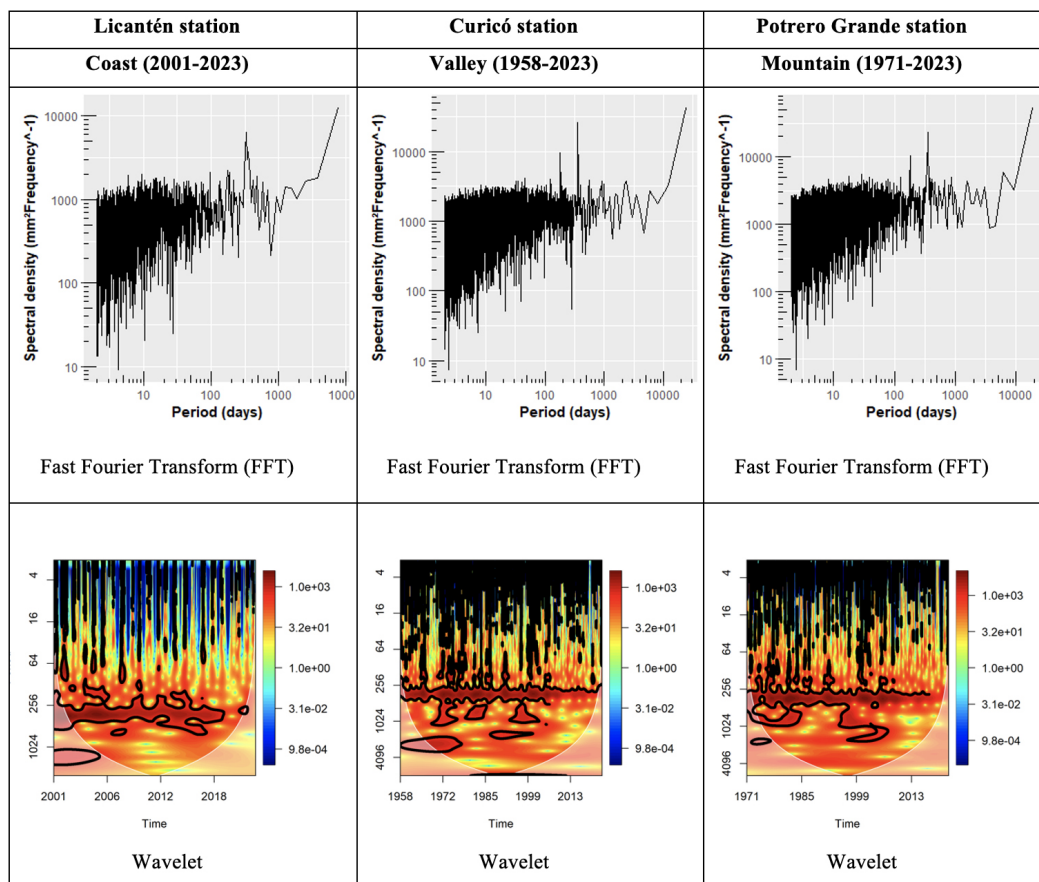 Licantén station
Curicó station
Potrero Grande station
Coast (2001-2023)
Valley (1958-2023)
Mountain (1971-2023)
Spectral density (mm²Frequency^-1)
10000
1000
100
10
10
100
1000
1000
Period (days)
Fast Fourier Transform (FFT)
Spectral density (mm²Frequency^-1)
10000
1000
100
10
10
100
1000
10000
Period (days)
Fast Fourier Transform (FFT)
Spectral density (mm²Frequency^-1)
10000
1000
100
10
10
100
1000
10000
Period (days)
Fast Fourier Transform (FFT)
4
16
64
256
1024
2001
2006
2012
2018
Time
1.0e+03
3.2e+01
1.0e+00
3.1e-02
9.8e-04
Wavelet
4
16
64
256
1024
4096
1958
1972
1985
1999
2013
Time
1.0e+03
3.2e+01
1.0e+00
3.1e-02
9.8e-04
Wavelet
4
16
64
256
1024
4096
1971
1985
1999
2013
Time
1.0e+03
3.2e+01
1.0e+00
3.1e-02
9.8e-04
Wavelet